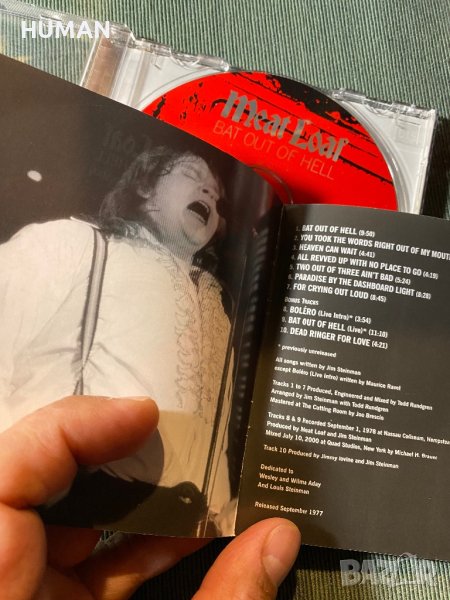 HUMAN
Meat Loaf
BAT OUT OF HELL
1. BAT OUT OF HELL (9:50)
2. YOU TOOK THE WORDS RIGHT OUT OF MY MOUTH
3. HEAVEN CAN WAIT (4:41)
4. ALL REVVED UP WITH NO PLACE TO GO (4:19)
5. TWO OUT OF THREE AIN'T BAD (5:24)
6. PARADISE BY THE DASHBOARD LIGHT (8:28)
7. FOR CRYING OUT LOUD (8:45)
BONUS TRACKS
8. BOLÉRO (Live Intro)* (3:54)
9. BAT OUT OF HELL (Live)* (11:10)
10. DEAD RINGER FOR LOVE (4:21)
* previously unreleased
All songs written by Jim Steinman
except Boléro (Live Intro) written by Maurice Ravel
Tracks 1 to 7 Produced, Engineered and Mixed by Todd Rundgren
Arranged by Jim Steinman with Todd Rundgren
Mastered at The Cutting Room by Joe Brescio
Tracks 8 & 9 Recorded September 1, 1978 at Nassau Coliseum, Hempstead
Produced by Meat Loaf and Jim Steinman
Mixed July 10, 2000 at Quad Studios, New York by Michael H. Brauer
Track 10 Produced by Jimmy Iovine and Jim Steinman
Dedicated to
Wesley and Wilma Aday
And Louis Steinman
Released September 1977
BAZAR